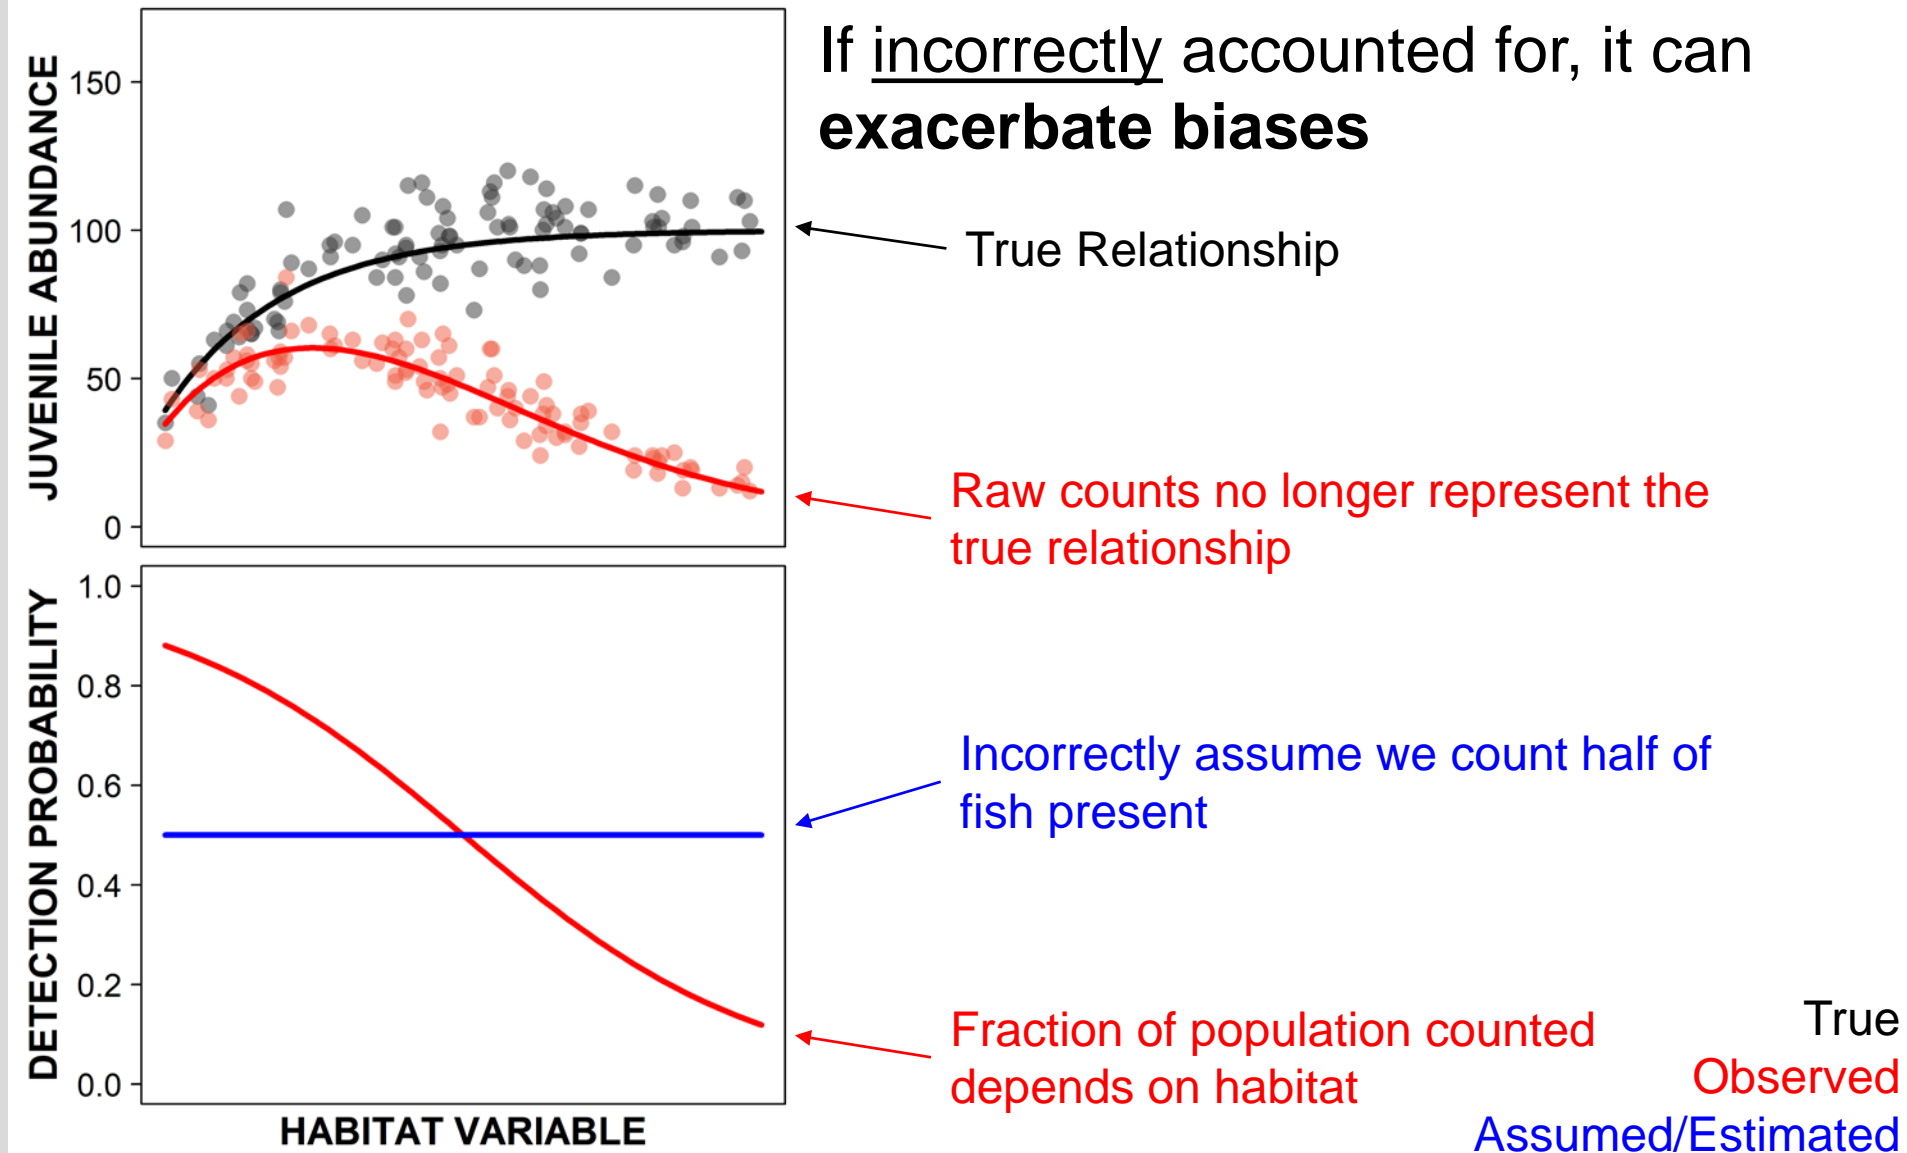 If incorrectly accounted for, it can
exacerbate biases
JUVENILE ABUNDANCE
150
100
50
0
True Relationship
Raw counts no longer represent the
true relationship
DETECTION PROBABILITY
1.0
0.8
0.6
0.4
0.2
0.0
HABITAT VARIABLE
Incorrectly assume we count half of
fish present
Fraction of population counted
depends on habitat
True
Observed
Assumed/Estimated